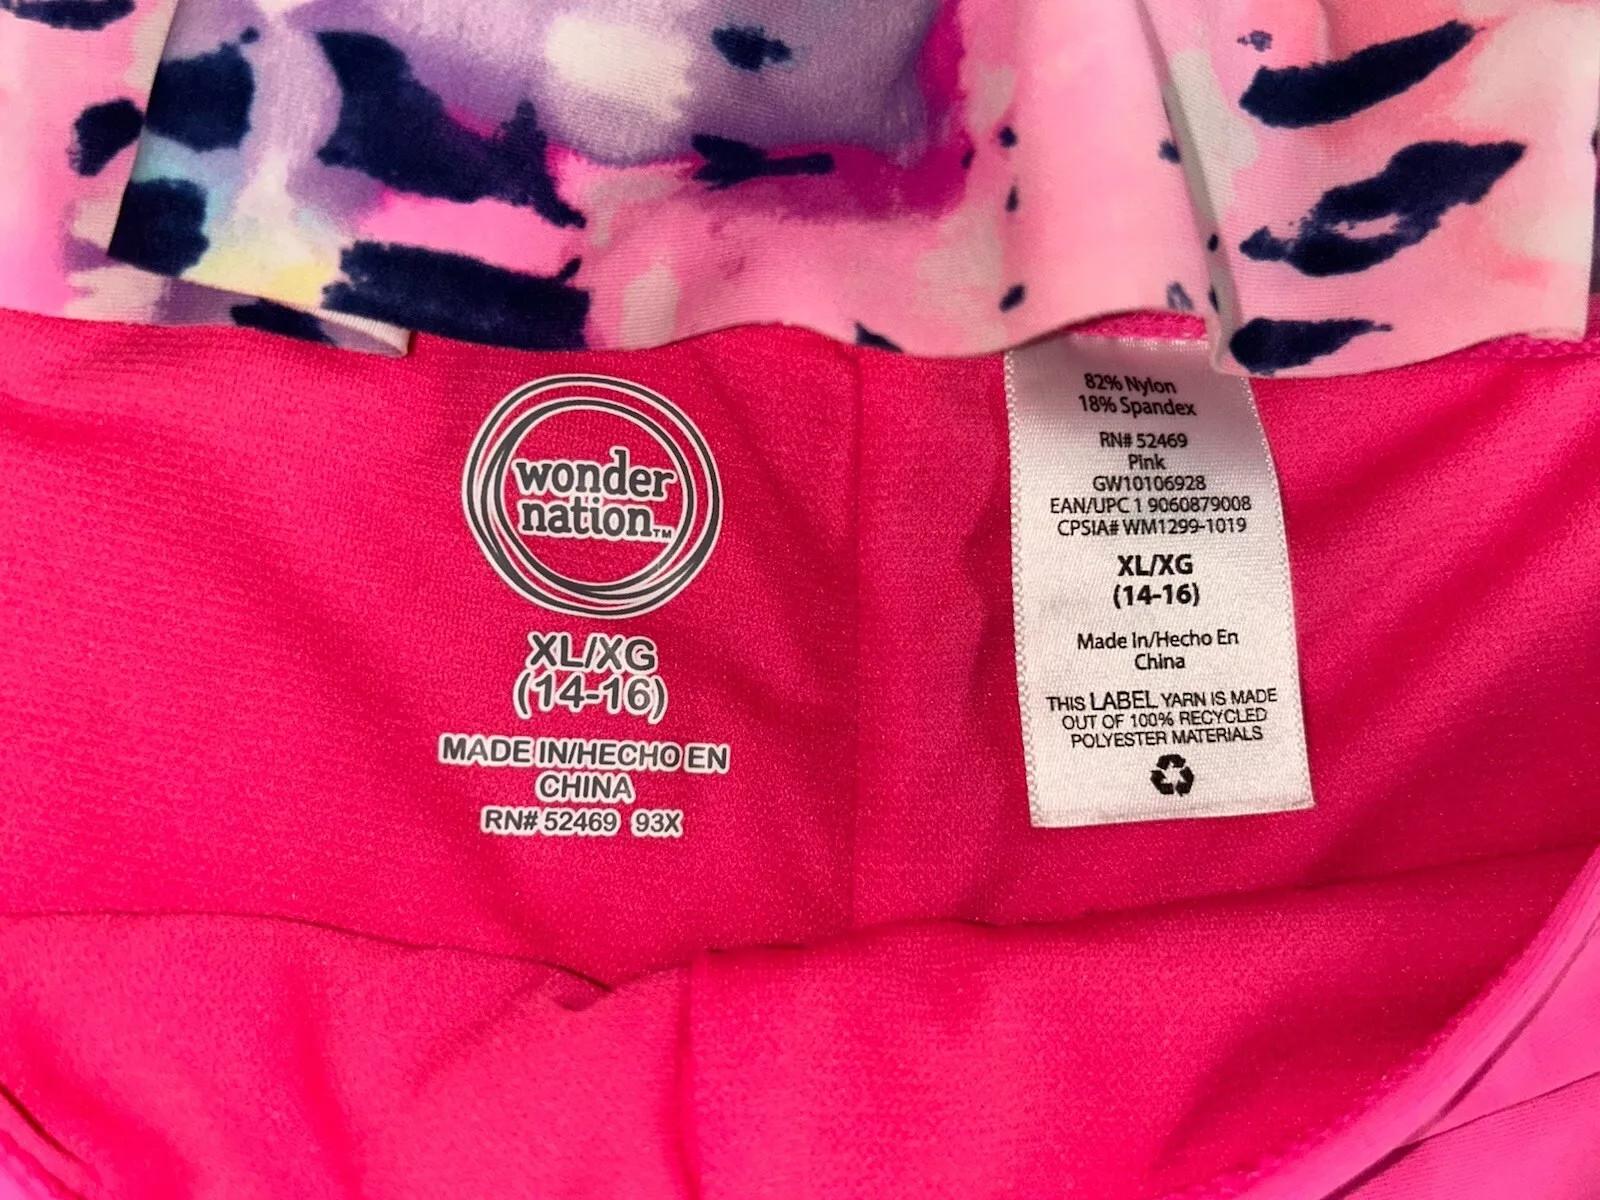 wonder
nation™
XL/XG
(14-16)
MADE IN/HECHO EN
CHINA
RN# 52469 93X
82% Nylon
18% Spandex
RN# 52469
Pink
GW10106928
EAN/UPC 1 9060879008
CPSIA# WM1299-1019
XL/XG
(14-16)
Made In/Hecho En
China
THIS LABEL YARN IS MADE
OUT OF 100% RECYCLED
POLYESTER MATERIALS